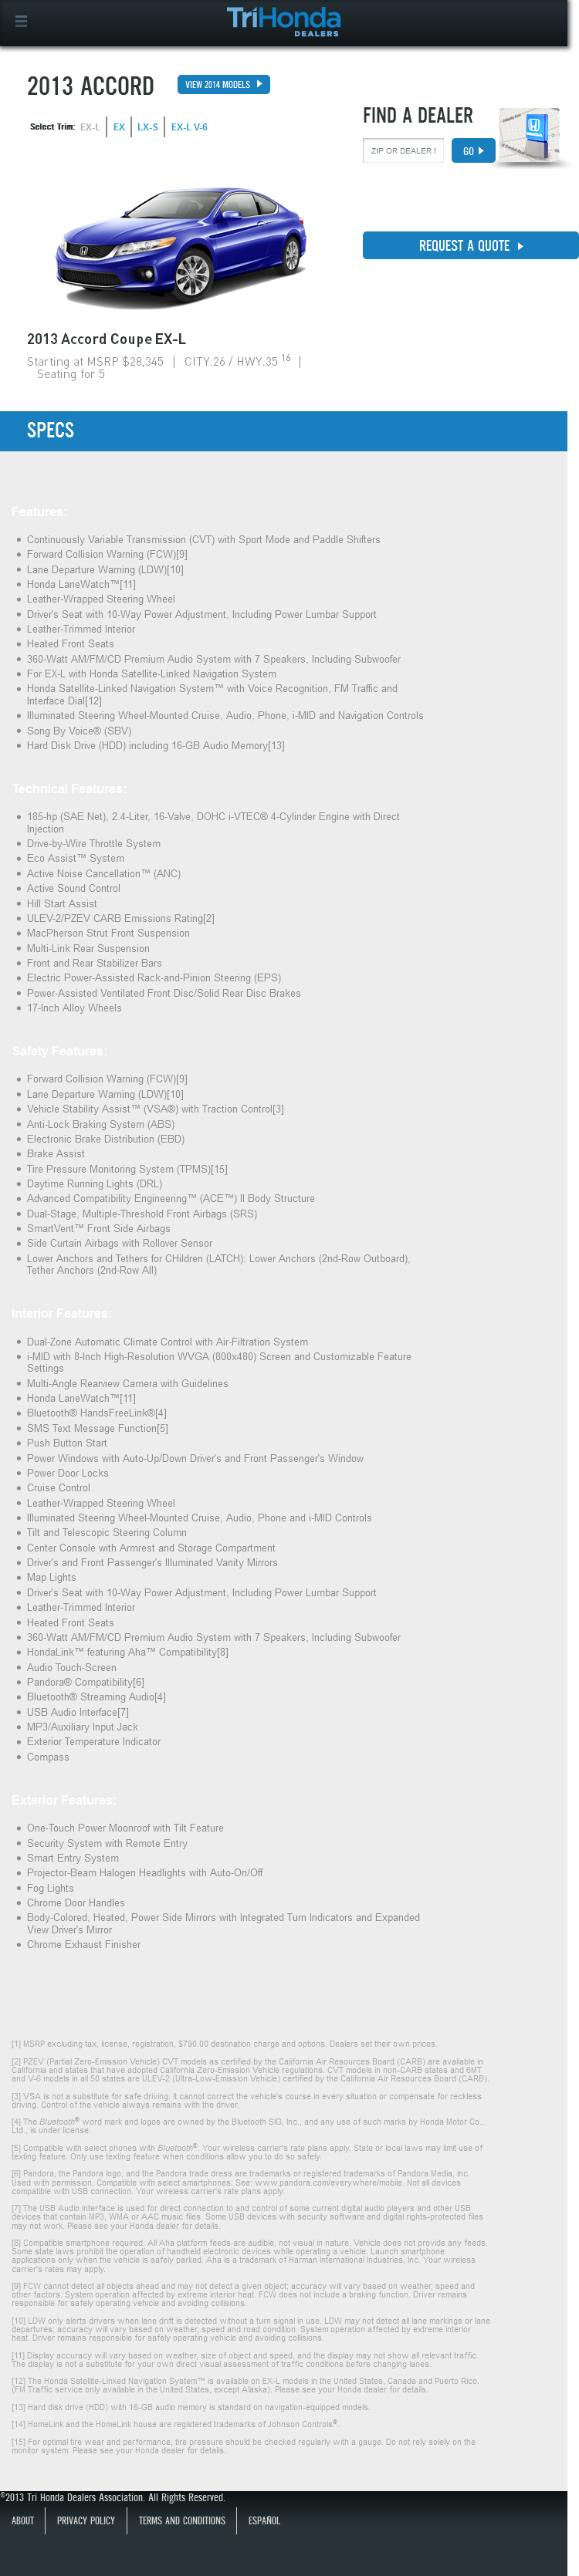 TriHonda
DEALERS
2013 ACCORD
VIEW 2014 MODELS
Select Trim: EX-L EX LX-S EX-L V-6
FIND A DEALER
ZIP OR DEALER
GO
REQUEST A QUOTE
2013 Accord Coupe EX-L
Starting at MSRP $28,345 | CITY.26 / HWY.35 16 |
Seating for 5
SPECS
Features:
Continuously Variable Transmission (CVT) with Sport Mode and Paddle Shifters
Forward Collision Warning (FCW)[9]
Lane Departure Warning (LDW)[10]
Honda LaneWatch™[11]
Leather-Wrapped Steering Wheel
Driver's Seat with 10-Way Power Adjustment, Including Power Lumbar Support
Leather-Trimmed Interior
Heated Front Seats
360-Watt AM/FM/CD Premium Audio System with 7 Speakers, Including Subwoofer
For EX-L with Honda Satellite-Linked Navigation System
Honda Satellite-Linked Navigation System™ with Voice Recognition, FM Traffic and
Interface Dial[12]
Illuminated Steering Wheel-Mounted Cruise, Audio, Phone, i-MID and Navigation Controls
Song By Voice® (SBV)
Hard Disk Drive (HDD) including 16-GB Audio Memory[13]
Technical Features:
185-hp (SAE Net), 2.4-Liter, 16-Valve, DOHC i-VTEC® 4-Cylinder Engine with Direct
Injection
Drive-by-Wire Throttle System
Eco Assist™ System
Active Noise Cancellation™ (ANC)
Active Sound Control
Hill Start Assist
ULEV-2/PZEV CARB Emissions Rating[2]
MacPherson Strut Front Suspension
Multi-Link Rear Suspension
Front and Rear Stabilizer Bars
Electric Power-Assisted Rack-and-Pinion Steering (EPS)
Power-Assisted Ventilated Front Disc/Solid Rear Disc Brakes
17-Inch Alloy Wheels
Safety Features:
Forward Collision Warning (FCW)[9]
Lane Departure Warning (LDW)[10]
Vehicle Stability Assist™ (VSA®) with Traction Control[3]
Anti-Lock Braking System (ABS)
Electronic Brake Distribution (EBD)
Brake Assist
Tire Pressure Monitoring System (TPMS)[15]
Daytime Running Lights (DRL)
Advanced Compatibility Engineering™ (ACE™) II Body Structure
Dual-Stage, Multiple-Threshold Front Airbags (SRS)
SmartVent™ Front Side Airbags
Side Curtain Airbags with Rollover Sensor
Lower Anchors and Tethers for CHildren (LATCH): Lower Anchors (2nd-Row Outboard),
Tether Anchors (2nd-Row All)
Interior Features:
Dual-Zone Automatic Climate Control with Air-Filtration System
i-MID with 8-Inch High-Resolution WVGA (800x480) Screen and Customizable Feature
Settings
Multi-Angle Rearview Camera with Guidelines
Honda LaneWatch™[11]
Bluetooth® HandsFreeLink®[4]
SMS Text Message Function[5]
Push Button Start
Power Windows with Auto-Up/Down Driver's and Front Passenger's Window
Power Door Locks
Cruise Control
Leather-Wrapped Steering Wheel
Illuminated Steering Wheel-Mounted Cruise, Audio, Phone and i-MID Controls
Tilt and Telescopic Steering Column
Center Console with Armrest and Storage Compartment
Driver's and Front Passenger's Illuminated Vanity Mirrors
Map Lights
Driver's Seat with 10-Way Power Adjustment, Including Power Lumbar Support
Leather-Trimmed Interior
Heated Front Seats
360-Watt AM/FM/CD Premium Audio System with 7 Speakers, Including Subwoofer
HondaLink™ featuring Aha™ Compatibility[8]
Audio Touch-Screen
Pandora® Compatibility[6]
Bluetooth® Streaming Audio[4]
USB Audio Interface[7]
MP3/Auxiliary Input Jack
Exterior Temperature Indicator
Compass
Exterior Features:
One-Touch Power Moonroof with Tilt Feature
Security System with Remote Entry
Smart Entry System
Projector-Beam Halogen Headlights with Auto-On/Off
Fog Lights
Chrome Door Handles
Body-Colored, Heated, Power Side Mirrors with Integrated Turn Indicators and Expanded
View Driver's Mirror
Chrome Exhaust Finisher
[1] MSRP excluding tax, license, registration, $790.00 destination charge and options. Dealers set their own prices.
[2] PZEV (Partial Zero-Emission Vehicle) CVT models as certified by the California Air Resources Board (CARB) are available in
California and states that have adopted California Zero-Emission Vehicle regulations. CVT models in non-CARB states and 6MT
and V-6 models in all 50 states are ULEV-2 (Ultra-Low-Emission Vehicle) certified by the California Air Resources Board (CARB).
[3] VSA is not a substitute for safe driving. It cannot correct the vehicle's course in every situation or compensate for reckless
driving. Control of the vehicle always remains with the driver.
[4] The Bluetooth® word mark and logos are owned by the Bluetooth SIG, Inc., and any use of such marks by Honda Motor Co.,
Ltd., is under license.
[5] Compatible with select phones with Bluetooth®. Your wireless carrier's rate plans apply. State or local laws may limit use of
texting feature. Only use texting feature when conditions allow you to do so safely.
[6] Pandora, the Pandora logo, and the Pandora trade dress are trademarks or registered trademarks of Pandora Media, Inc.
Used with permission. Compatible with select smartphones. See: www.pandora.com/everywhere/mobile. Not all devices
compatible with USB connection. Your wireless carrier's rate plans apply.
[7] The USB Audio Interface is used for direct connection to and control of some current digital audio players and other USB
devices that contain MP3, WMA or AAC music files. Some USB devices with security software and digital rights-protected files
may not work. Please see your Honda dealer for details.
[8] Compatible smartphone required. All Aha platform feeds are audible, not visual in nature. Vehicle does not provide any feeds.
Some state laws prohibit the operation of handheld electronic devices while operating a vehicle. Launch smartphone
applications only when the vehicle is safely parked. Aha is a trademark of Harman International Industries, Inc. Your wireless
carrier's rates may apply.
[9] FCW cannot detect all objects ahead and may not detect a given object; accuracy will vary based on weather, speed and
other factors. System operation affected by extreme interior heat. FCW does not include a braking function. Driver remains
responsible for safely operating vehicle and avoiding collisions.
[10] LDW only alerts drivers when lane drift is detected without a turn signal in use. LDW may not detect all lane markings or lane
departures; accuracy will vary based on weather, speed and road condition. System operation affected by extreme interior
heat. Driver remains responsible for safely operating vehicle and avoiding collisions.
[11] Display accuracy will vary based on weather, size of object and speed, and the display may not show all relevant traffic.
The display is not a substitute for your own direct visual assessment of traffic conditions before changing lanes.
[12] The Honda Satellite-Linked Navigation System™ is available on EX-L models in the United States, Canada and Puerto Rico.
(FM Traffic service only available in the United States, except Alaska). Please see your Honda dealer for details.
[13] Hard disk drive (HDD) with 16-GB audio memory is standard on navigation-equipped models.
[14] HomeLink and the HomeLink house are registered trademarks of Johnson Controls®.
[15] For optimal tire wear and performance, tire pressure should be checked regularly with a gauge. Do not rely solely on the
monitor system. Please see your Honda dealer for details.
©2013 Tri Honda Dealers Association. All Rights Reserved.
ABOUT PRIVACY POLICY TERMS AND CONDITIONS ESPAÑOL